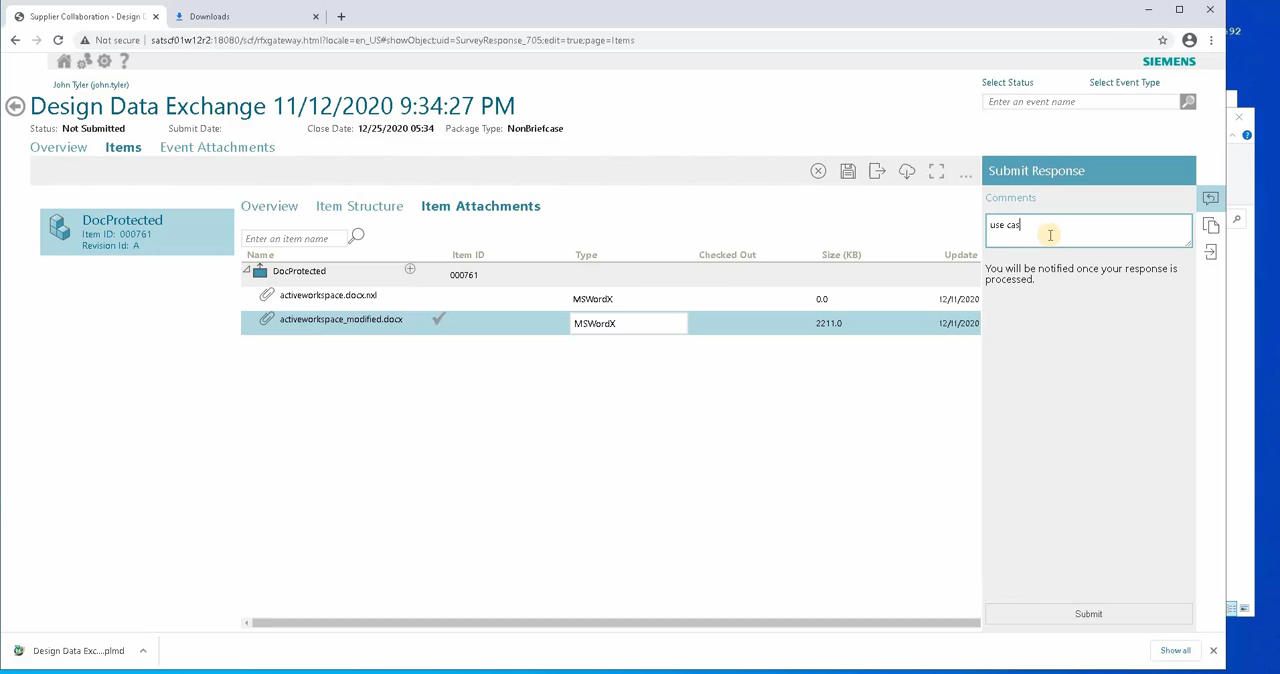 Supplier Collaboration - Design D
Downloads
Not secure
satscf01w12r2:18080/scf/rfxgateway.html?locale=en_US#showObject;uid=SurveyResponse_705;edit=true;page=Items
92
SIEMENS
John Tyler (john.tyler)
Select Status
Select Event Type
Design Data Exchange 11/12/2020 9:34:27 PM
Enter an event name
Status: Not Submitted
Submit Date:
Close Date: 12/25/2020 05:34
Package Type: NonBriefcase
Overview
Items
Event Attachments
Submit Response
Comments
use cas
You will be notified once your response is
processed.
DocProtected
Item ID: 000761
Revision Id: A
Overview
Item Structure
Item Attachments
Enter an item name
Name
Item ID
Type
Checked Out
Size (KB)
Update
DocProtected
000761
activeworkspace.docx.nxl
MSWordX
0.0
12/11/2020
activeworkspace_modified.docx
MSWordX
2211.0
12/11/2020
Submit
Design Data Exc....plmd
Show all